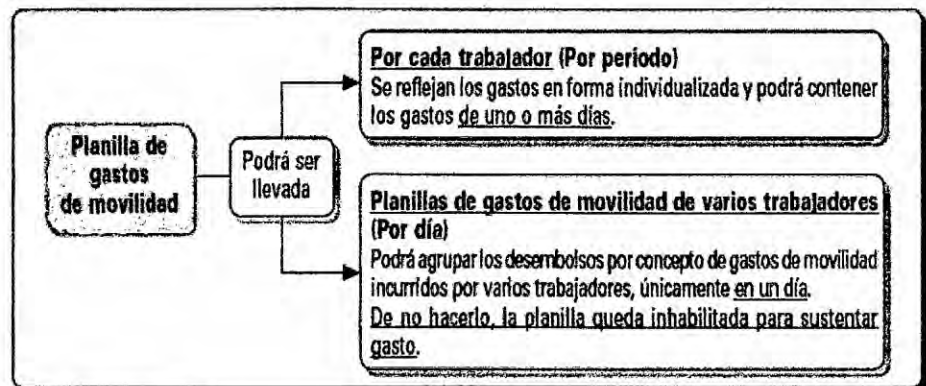 Planilla de
gastos
de movilidad
Podrá ser
llevada
Por cada trabajador (Por período)
Se reflejan los gastos en forma individualizada y podrá contener
los gastos de uno o más días.
Planillas de gastos de movilidad de varios trabajadores
(Por día)
Podrá agrupar los desembolsos por concepto de gastos de movilidad
incurridos por varios trabajadores, únicamente en un día.
De no hacerlo, la planilla queda inhabilitada para sustentar
gasto.